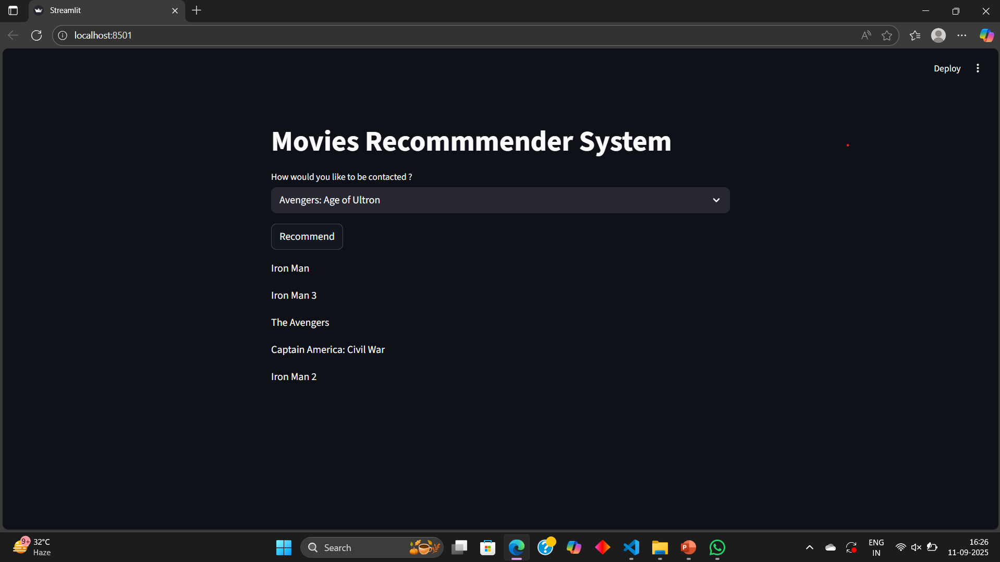 Streamlit
localhost:8501
Deploy
Movies Recommmender System
How would you like to be contacted ?
Avengers: Age of Ultron
Recommend
Iron Man
Iron Man 3
The Avengers
Captain America: Civil War
Iron Man 2
9+
32°C
Haze
Search
ENG
IN
16:26
11-09-2025